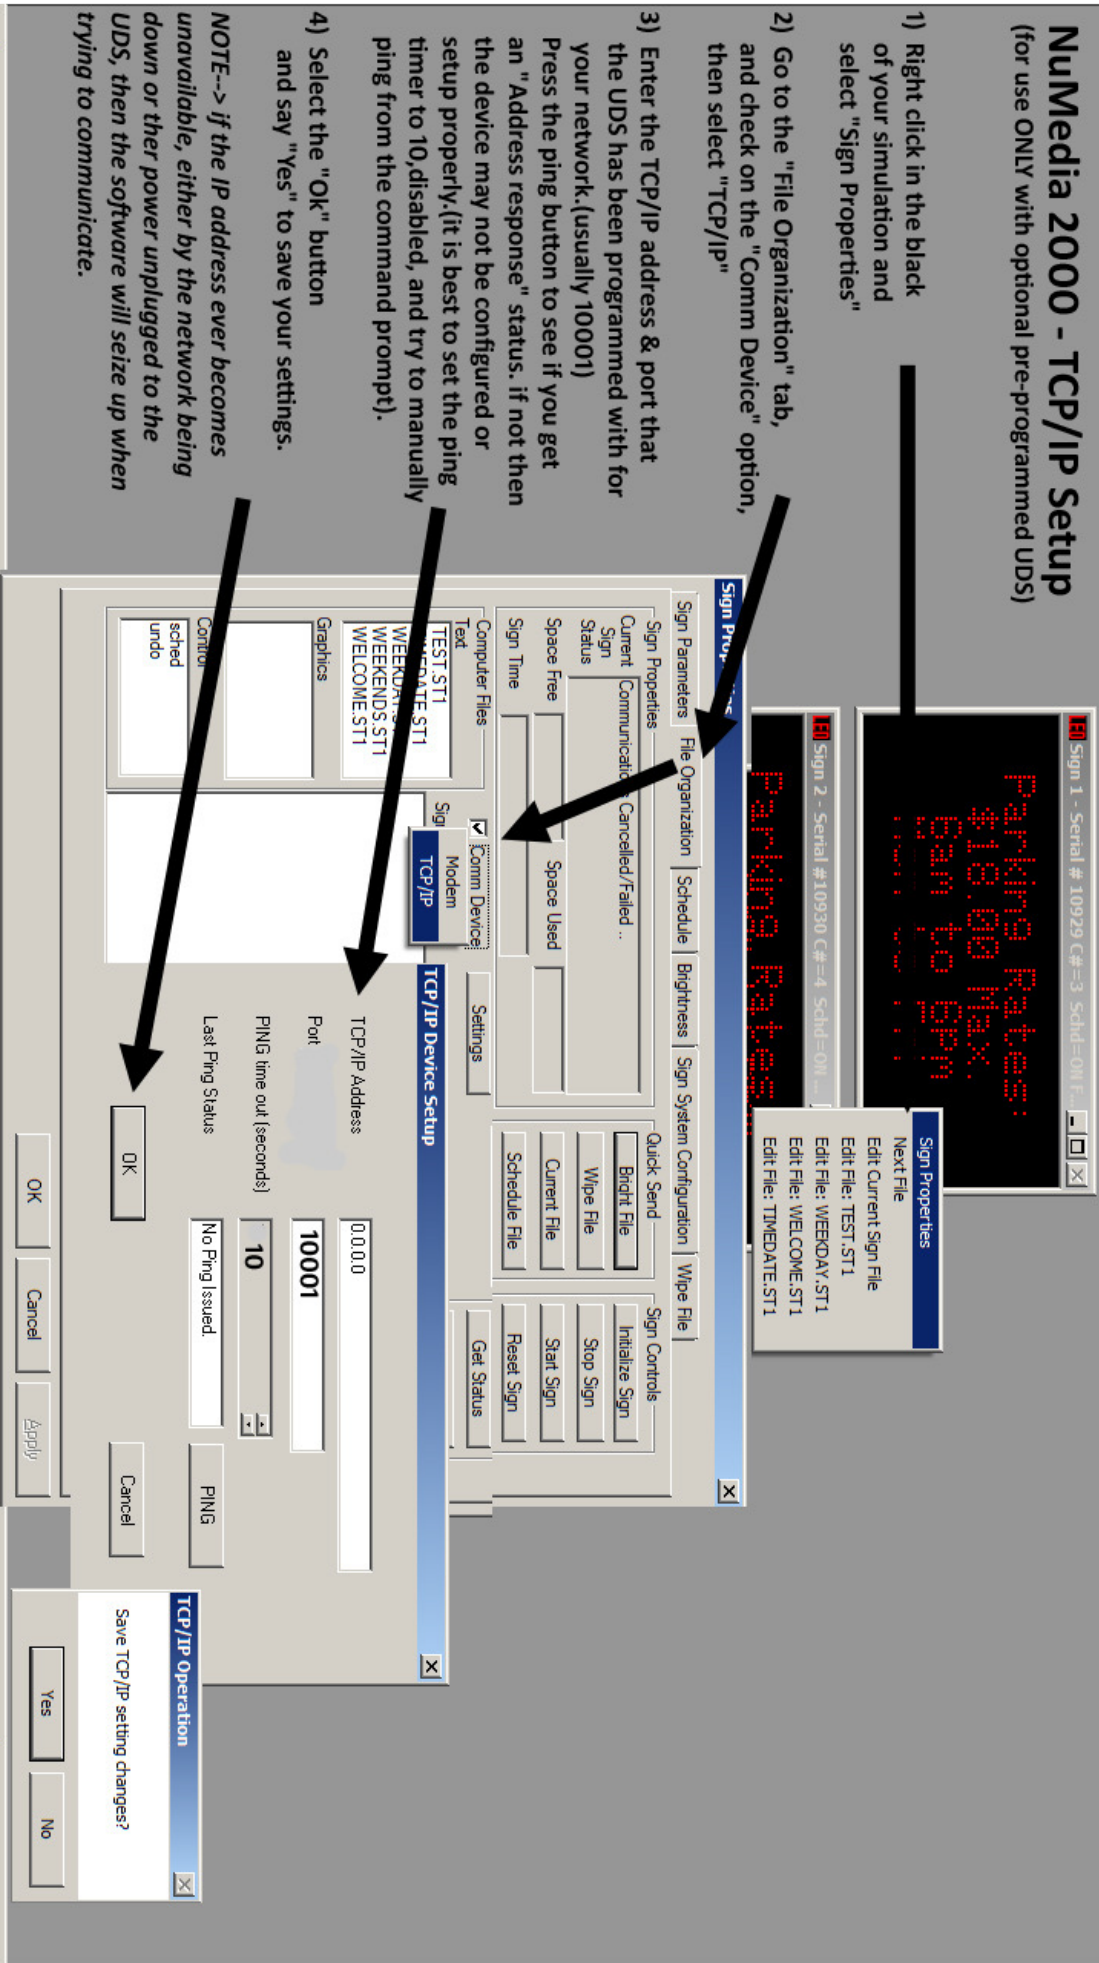 NuMedia 2000 - TCP/IP Setup
(for use ONLY with optional pre-programmed UDS)
1) Right click in the black
of your simulation and
select "Sign Properties"
2) Go to the "File Organization" tab,
and check on the "Comm Device" option,
then select "TCP/IP"
3) Enter the TCP/IP address & port that
the UDS has been programmed with for
your network.(usually 10001)
Press the ping button to see if you get
an "Address response" status. if not then
the device may not be configured or
setup properly.(it is best to set the ping
timer to 10,disabled, and try to manually
ping from the command prompt).
4) Select the "Ok" button
and say "Yes" to save your settings.
NOTE--> if the IP address ever becomes
unavailable, either by the network being
down or ther power unplugged to the
UDS, then the software will seize up when
trying to communicate.
LED Sign 1 - Serial # 10929 C#=3 Schd=ON F...
Parking Rates:
$18.00 Max.
6am to 6pm
Sign Properties
Next File
Edit Current Sign File
Edit File: TEST.ST1
Edit File: WEEKDAY.ST1
Edit File: WELCOME.ST1
Edit File: TIMEDATE.ST1
LED Sign 2 - Serial #10930 C#=4 Schd=ON ...
Parking Rates
Sign Properties
Sign Parameters File Organization Schedule Brightness Sign System Configuration Wipe File
Sign Properties
Current Sign Status
Communications Cancelled/Failed ..
Space Free
Space Used
Sign Time
Quick Send
Bright File
Wipe File
Current File
Schedule File
Sign Controls
Initialize Sign
Stop Sign
Start Sign
Reset Sign
Get Status
Computer Files
Text
TEST.ST1
TIMEDATE.ST1
WEEKDAY.ST1
WEEKENDS.ST1
WELCOME.ST1
Graphics
Control
sched
undo
Comm Device
Settings
Modem
TCP/IP
TCP/IP Device Setup
TCP/IP Address 0.0.0.0
Port 10001
PING time out (seconds) 10
Last Ping Status No Ping Issued. PING
OK Cancel
OK Cancel Apply
TCP/IP Operation
Save TCP/IP setting changes?
Yes No